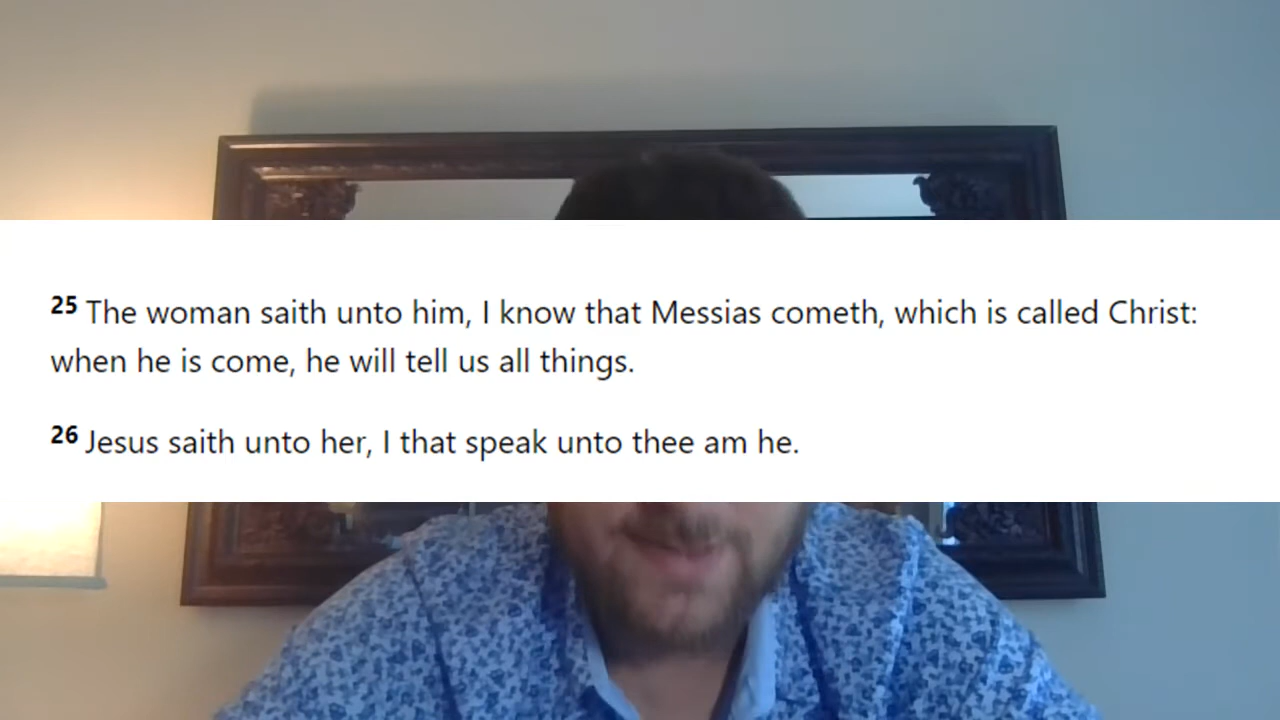 25 The woman saith unto him, I know that Messias cometh, which is called Christ:
when he is come, he will tell us all things.
26 Jesus saith unto her, I that speak unto thee am he.